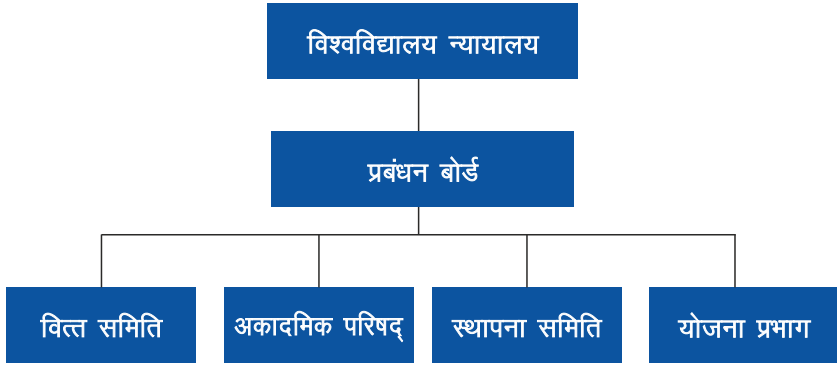 विश्वविद्यालय न्यायालय
प्रबंधन बोर्ड
वित्त समिति
अकादमिक परिषद्
स्थापना समिति
योजना प्रभाग